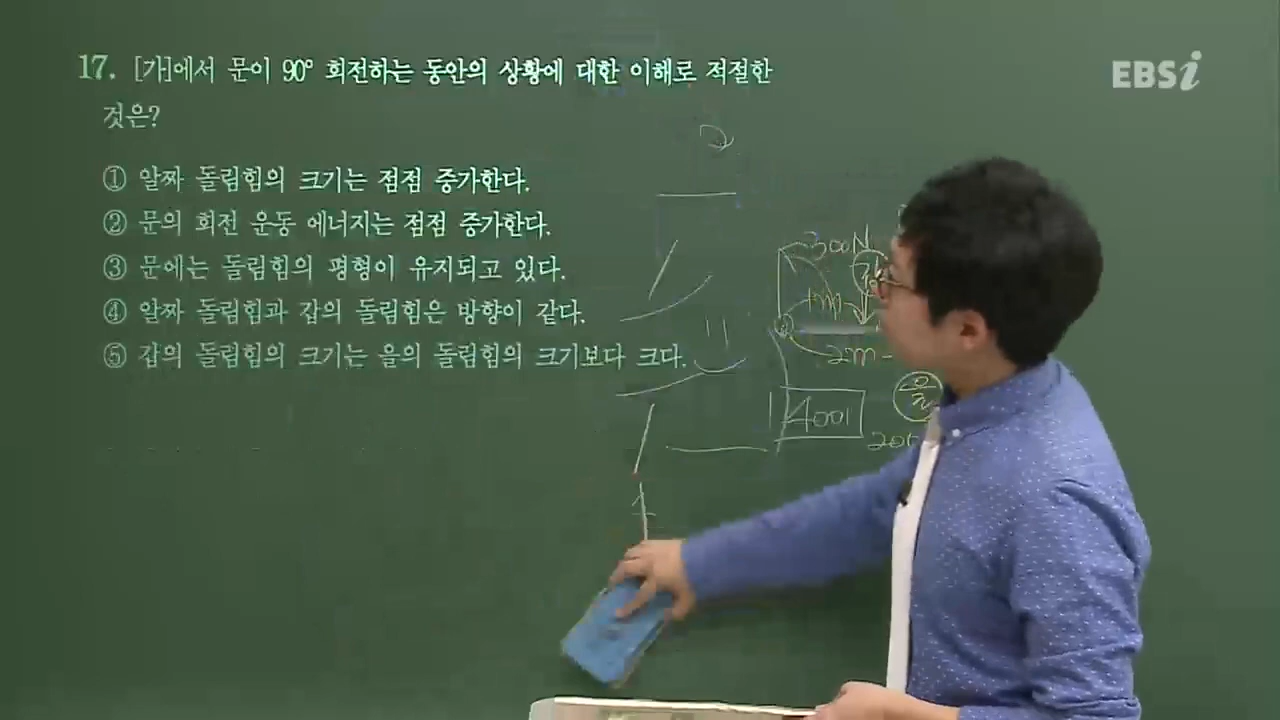 17. [가]에서 문이 90° 회전하는 동안의 상황에 대한 이해로 적절한
것은?
① 알짜 돌림힘의 크기는 점점 증가한다.
② 문의 회전 운동 에너지는 점점 증가한다.
③ 문에는 돌림힘의 평형이 유지되고 있다.
④ 알짜 돌림힘과 갑의 돌림힘은 방향이 같다.
⑤ 갑의 돌림힘의 크기는 을의 돌림힘의 크기보다 크다.
EBSi
300N
1m
2m
을
400
200